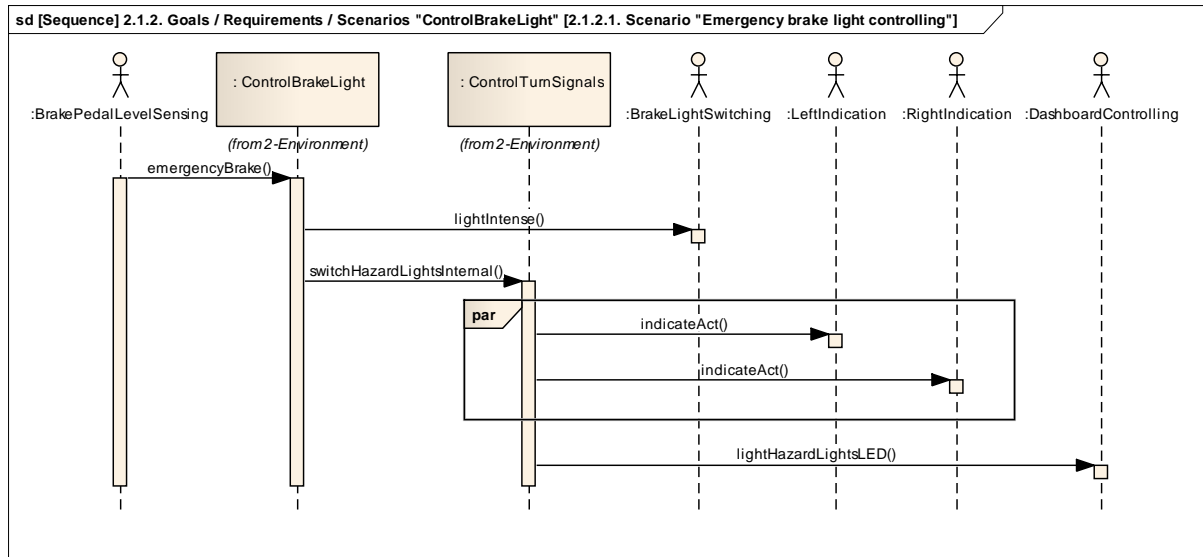 sd [Sequence] 2.1.2. Goals / Requirements / Scenarios "ControlBrakeLight" [2.1.2.1. Scenario "Emergency brake light controlling"]
: ControlBrakeLight
: ControlTurnSignals
:BrakePedalLevelSensing
:BrakeLightSwitching
:LeftIndication
:RightIndication
:DashboardControlling
(from 2-Environment)
(from 2-Environment)
emergencyBrake()
lightIntense()
switchHazardLightsInternal()
par
indicateAct()
indicateAct()
lightHazardLightsLED()